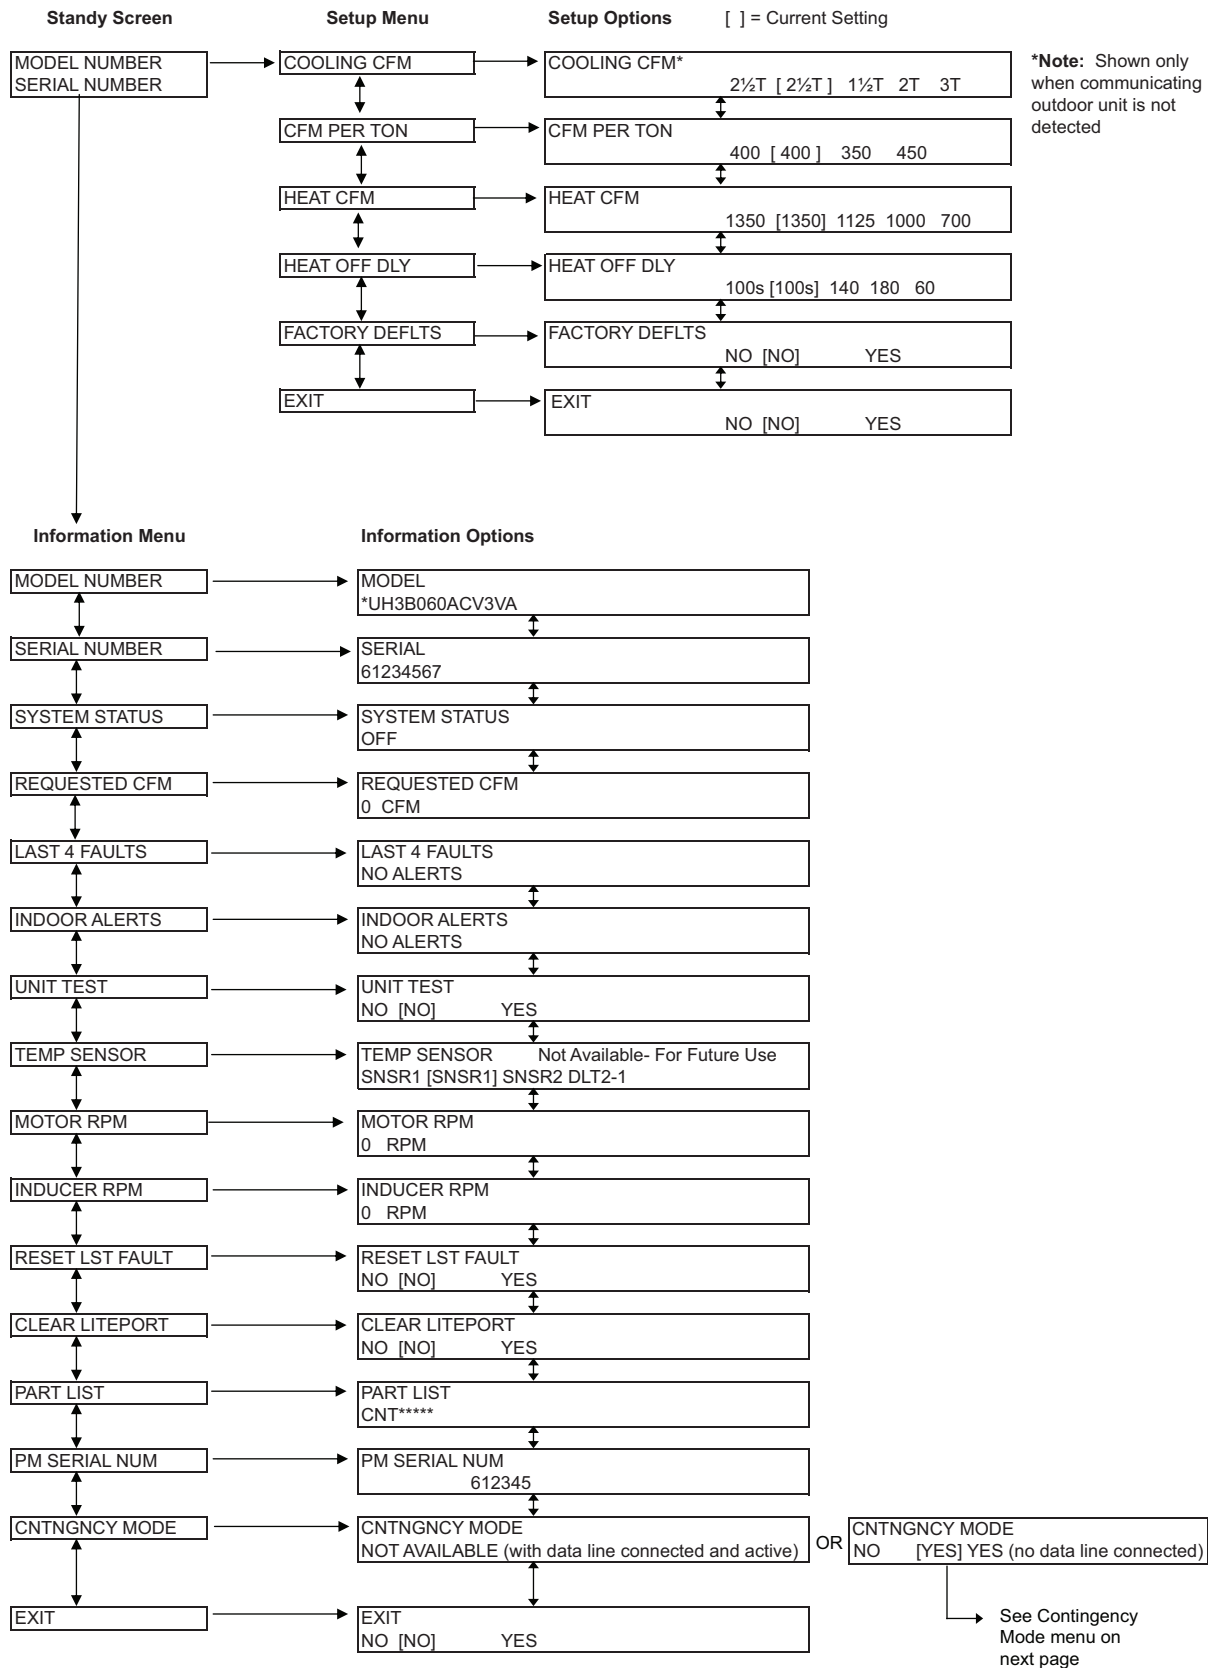 Standy Screen
Setup Menu
Setup Options
[ ] = Current Setting
MODEL NUMBER
SERIAL NUMBER
COOLING CFM
COOLING CFM*
2½T [ 2½T ] 1½T 2T 3T
*Note: Shown only
when communicating
outdoor unit is not
detected
CFM PER TON
CFM PER TON
400 [ 400 ] 350 450
HEAT CFM
HEAT CFM
1350 [1350] 1125 1000 700
HEAT OFF DLY
HEAT OFF DLY
100s [100s] 140 180 60
FACTORY DEFLTS
FACTORY DEFLTS
NO [NO] YES
EXIT
EXIT
NO [NO] YES
Information Menu
Information Options
MODEL NUMBER
MODEL
*UH3B060ACV3VA
SERIAL NUMBER
SERIAL
61234567
SYSTEM STATUS
SYSTEM STATUS
OFF
REQUESTED CFM
REQUESTED CFM
0 CFM
LAST 4 FAULTS
LAST 4 FAULTS
NO ALERTS
INDOOR ALERTS
INDOOR ALERTS
NO ALERTS
UNIT TEST
UNIT TEST
NO [NO] YES
TEMP SENSOR
TEMP SENSOR Not Available- For Future Use
SNSR1 [SNSR1] SNSR2 DLT2-1
MOTOR RPM
MOTOR RPM
0 RPM
INDUCER RPM
INDUCER RPM
0 RPM
RESET LST FAULT
RESET LST FAULT
NO [NO] YES
CLEAR LITEPORT
CLEAR LITEPORT
NO [NO] YES
PART LIST
PART LIST
CNT*****
PM SERIAL NUM
PM SERIAL NUM
612345
CNTNGNCY MODE
CNTNGNCY MODE
NOT AVAILABLE (with data line connected and active)
OR
CNTNGNCY MODE
NO [YES] YES (no data line connected)
EXIT
EXIT
NO [NO] YES
See Contingency
Mode menu on
next page